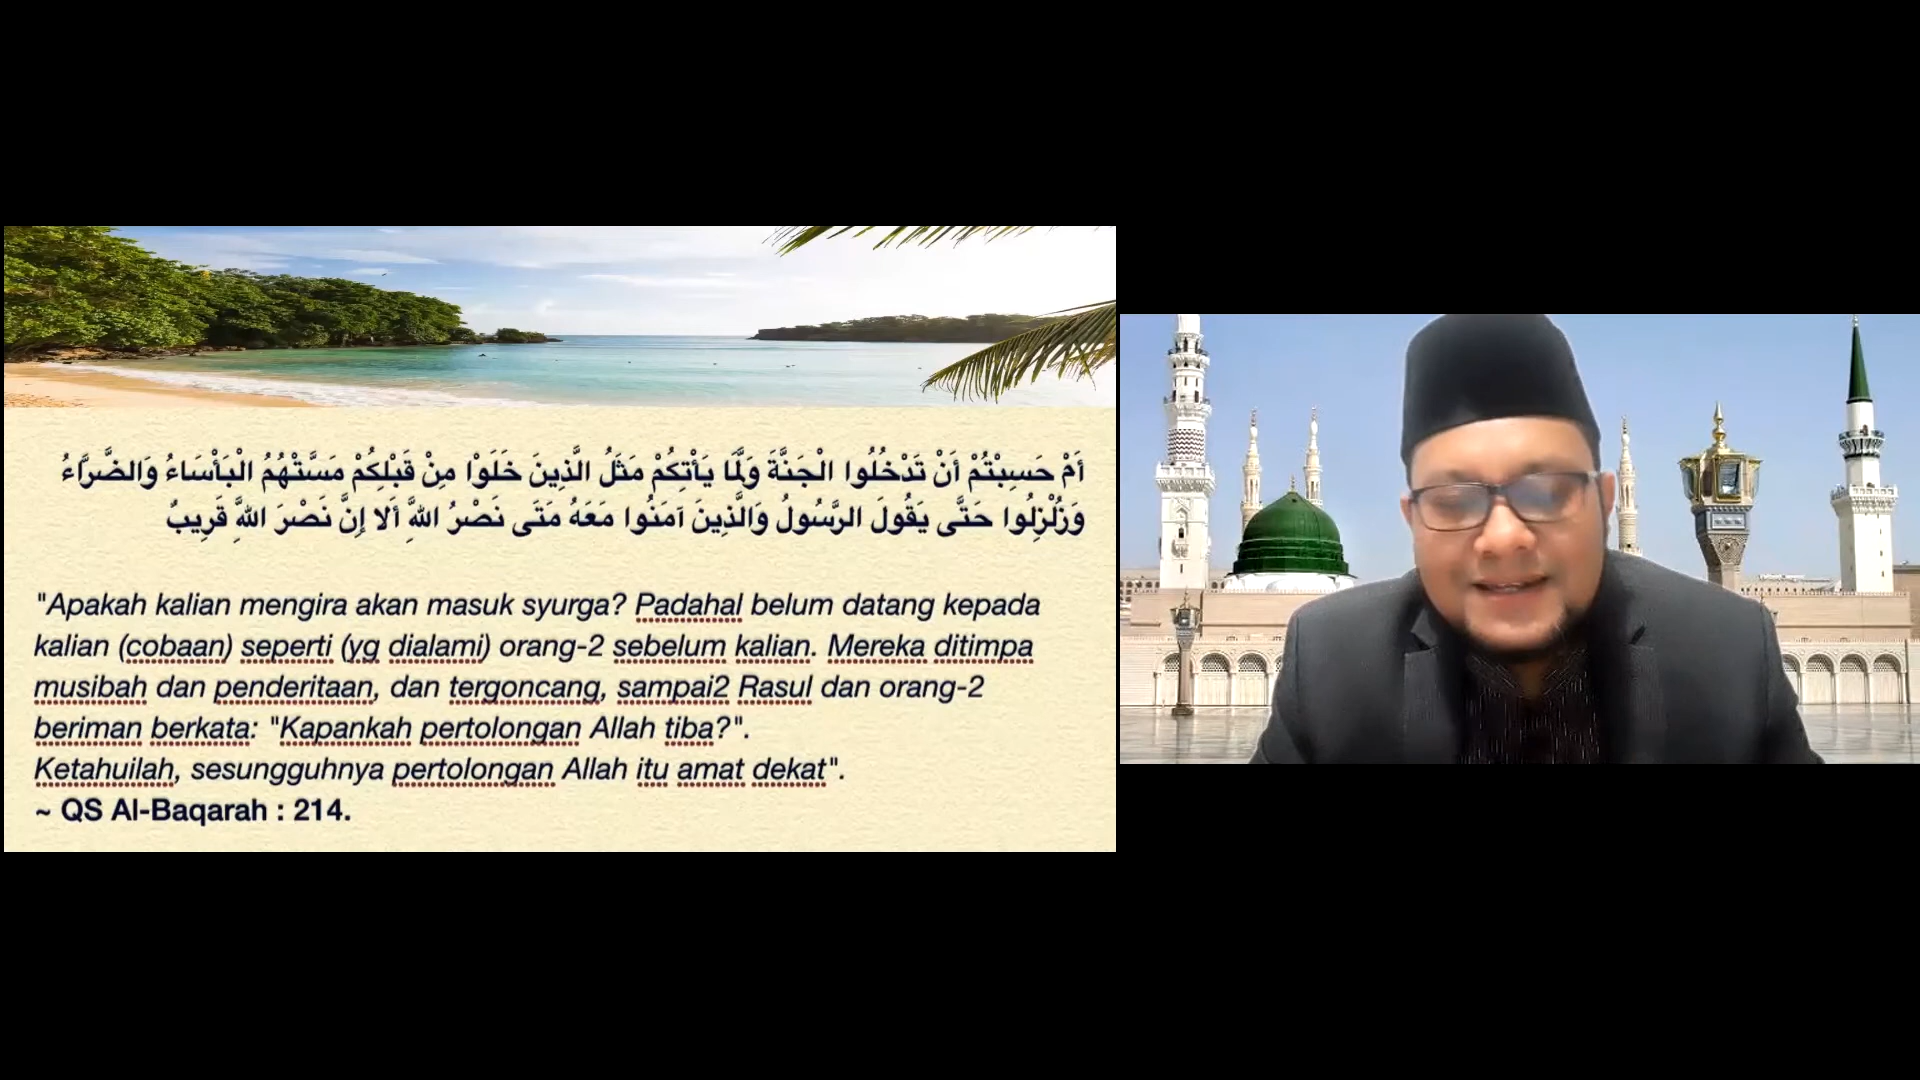 أَمْ حَسِبْتُمْ أَنْ تَدْخُلُوا الْجَنَّةَ وَلَمَّا يَأْتِكُمْ مَثَلُ الَّذِينَ خَلَوْا مِنْ قَبْلِكُمْ مَسَّتْهُمُ الْبَأْسَاءُ وَالضَّرَّاءُ
وَزُلْزِلُوا حَتَّى يَقُولَ الرَّسُولُ وَالَّذِينَ آمَنُوا مَعَهُ مَتَى نَصْرُ اللَّهِ أَلا إِنَّ نَصْرَ اللَّهِ قَرِيبٌ
"Apakah kalian mengira akan masuk syurga? Padahal belum datang kepada
kalian (cobaan) seperti (yg dialami) orang-2 sebelum kalian. Mereka ditimpa
musibah dan penderitaan, dan tergoncang, sampai2 Rasul dan orang-2
beriman berkata: "Kapankah pertolongan Allah tiba?".
Ketahuilah, sesungguhnya pertolongan Allah itu amat dekat".
~ QS Al-Baqarah : 214.